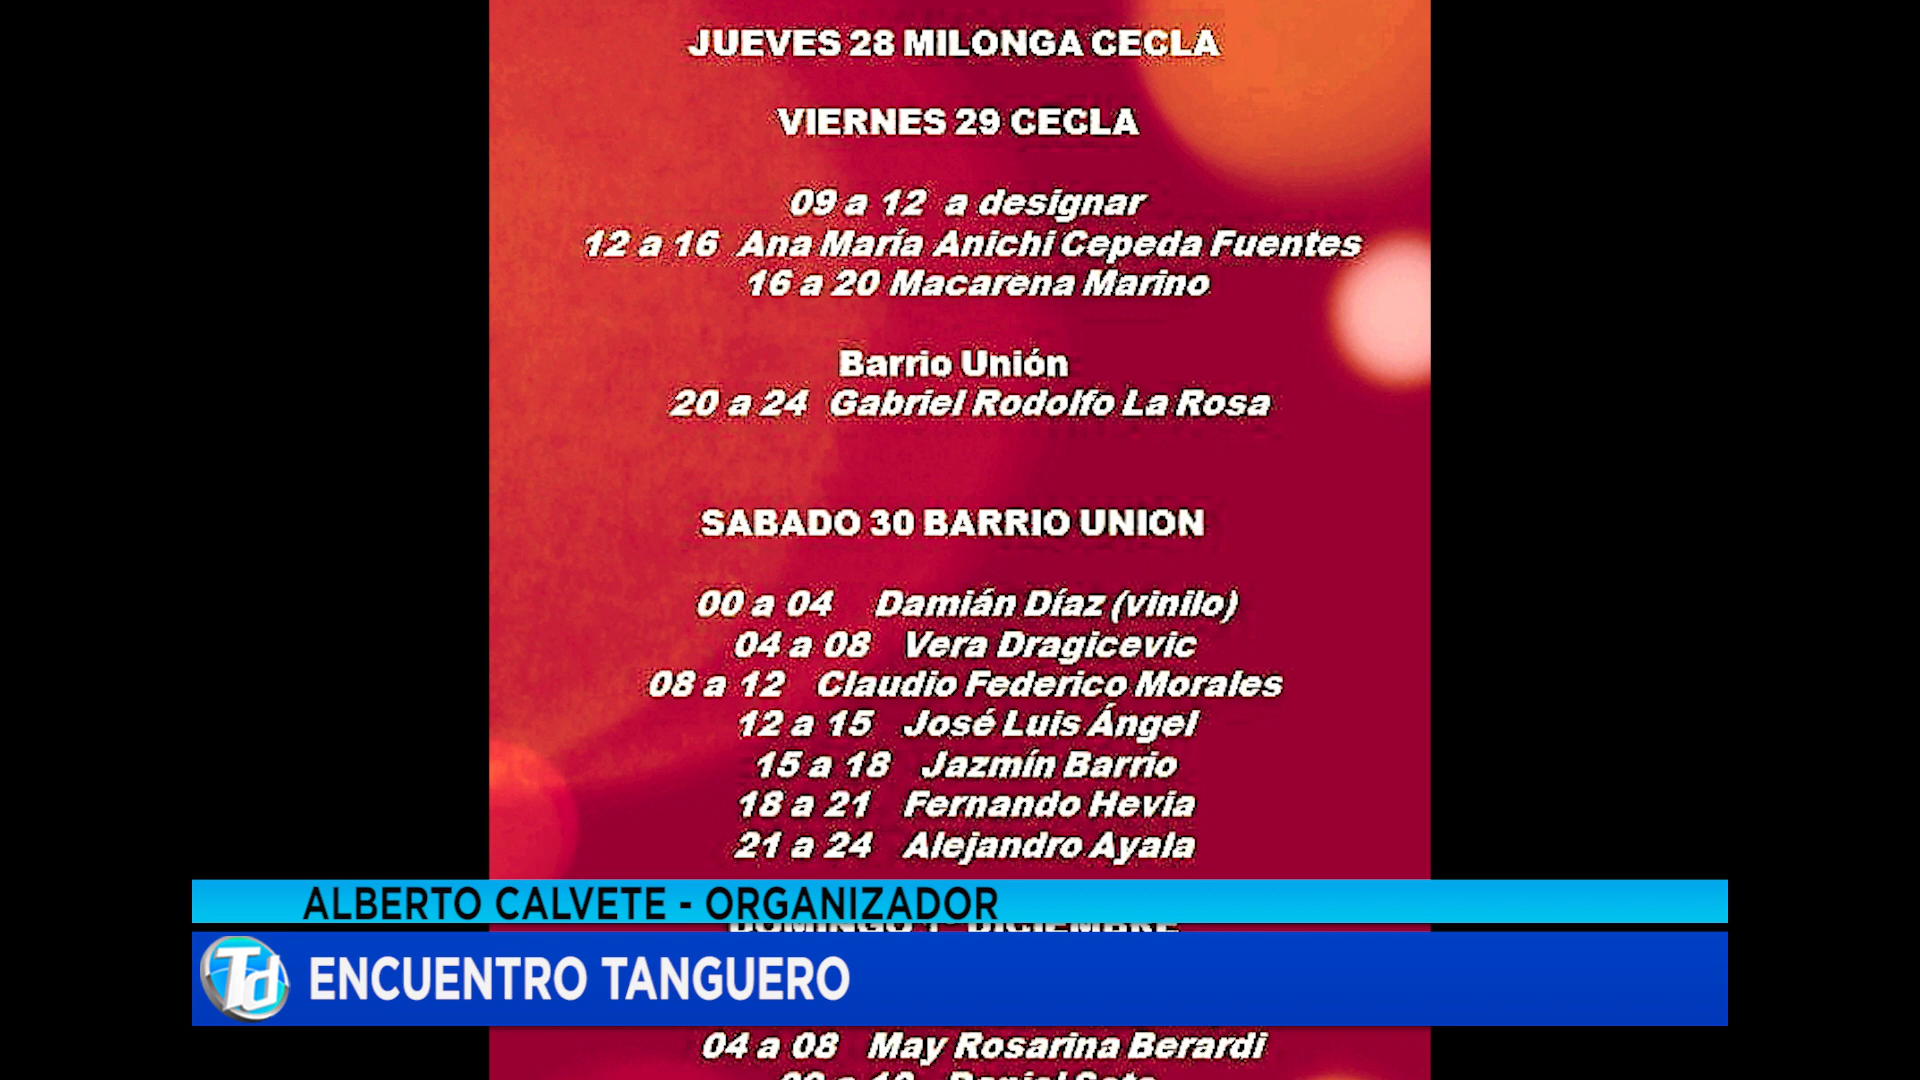 JUEVES 28 MILONGA CECLA
VIERNES 29 CECLA
09 a 12 a designar
12 a 16 Ana María Anichi Cepeda Fuentes
16 a 20 Macarena Marino
Barrio Unión
20 a 24 Gabriel Rodolfo La Rosa
SABADO 30 BARRIO UNION
00 a 04 Damián Díaz (vinilo)
04 a 08 Vera Dragicevic
08 a 12 Claudio Federico Morales
12 a 15 José Luis Ángel
15 a 18 Jazmín Barrio
18 a 21 Fernando Hevia
21 a 24 Alejandro Ayala
ALBERTO CALVETE - ORGANIZADOR
DOMINGO 1º DICIEMBRE
Td ENCUENTRO TANGUERO
04 a 08 May Rosarina Berardi